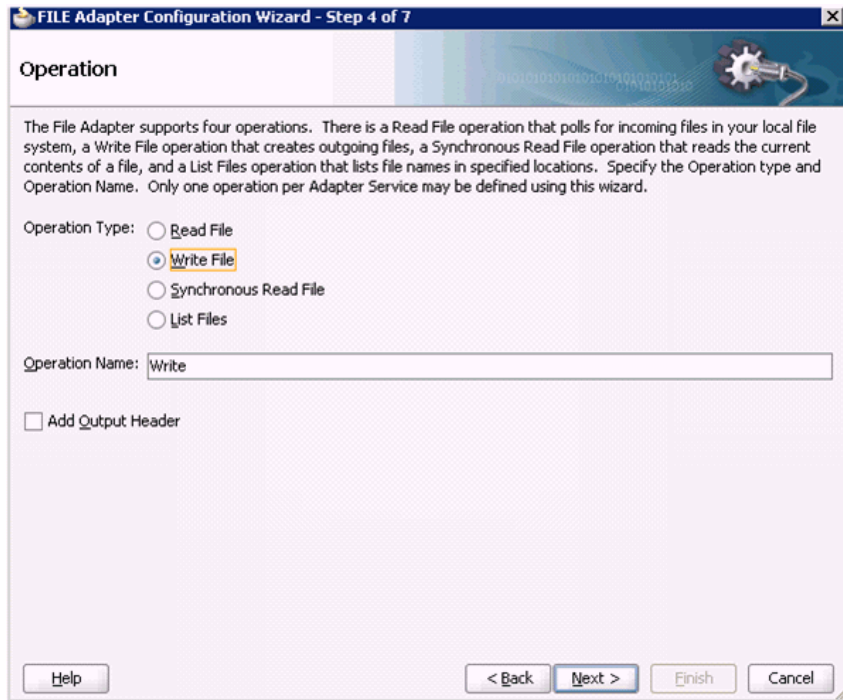 FILE Adapter Configuration Wizard - Step 4 of 7
Operation
The File Adapter supports four operations. There is a Read File operation that polls for incoming files in your local file
system, a Write File operation that creates outgoing files, a Synchronous Read File operation that reads the current
contents of a file, and a List Files operation that lists file names in specified locations. Specify the Operation type and
Operation Name. Only one operation per Adapter Service may be defined using this wizard.
Operation Type: Read File
Write File
Synchronous Read File
List Files
Operation Name: Write
Add Output Header
Help < Back Next > Finish Cancel